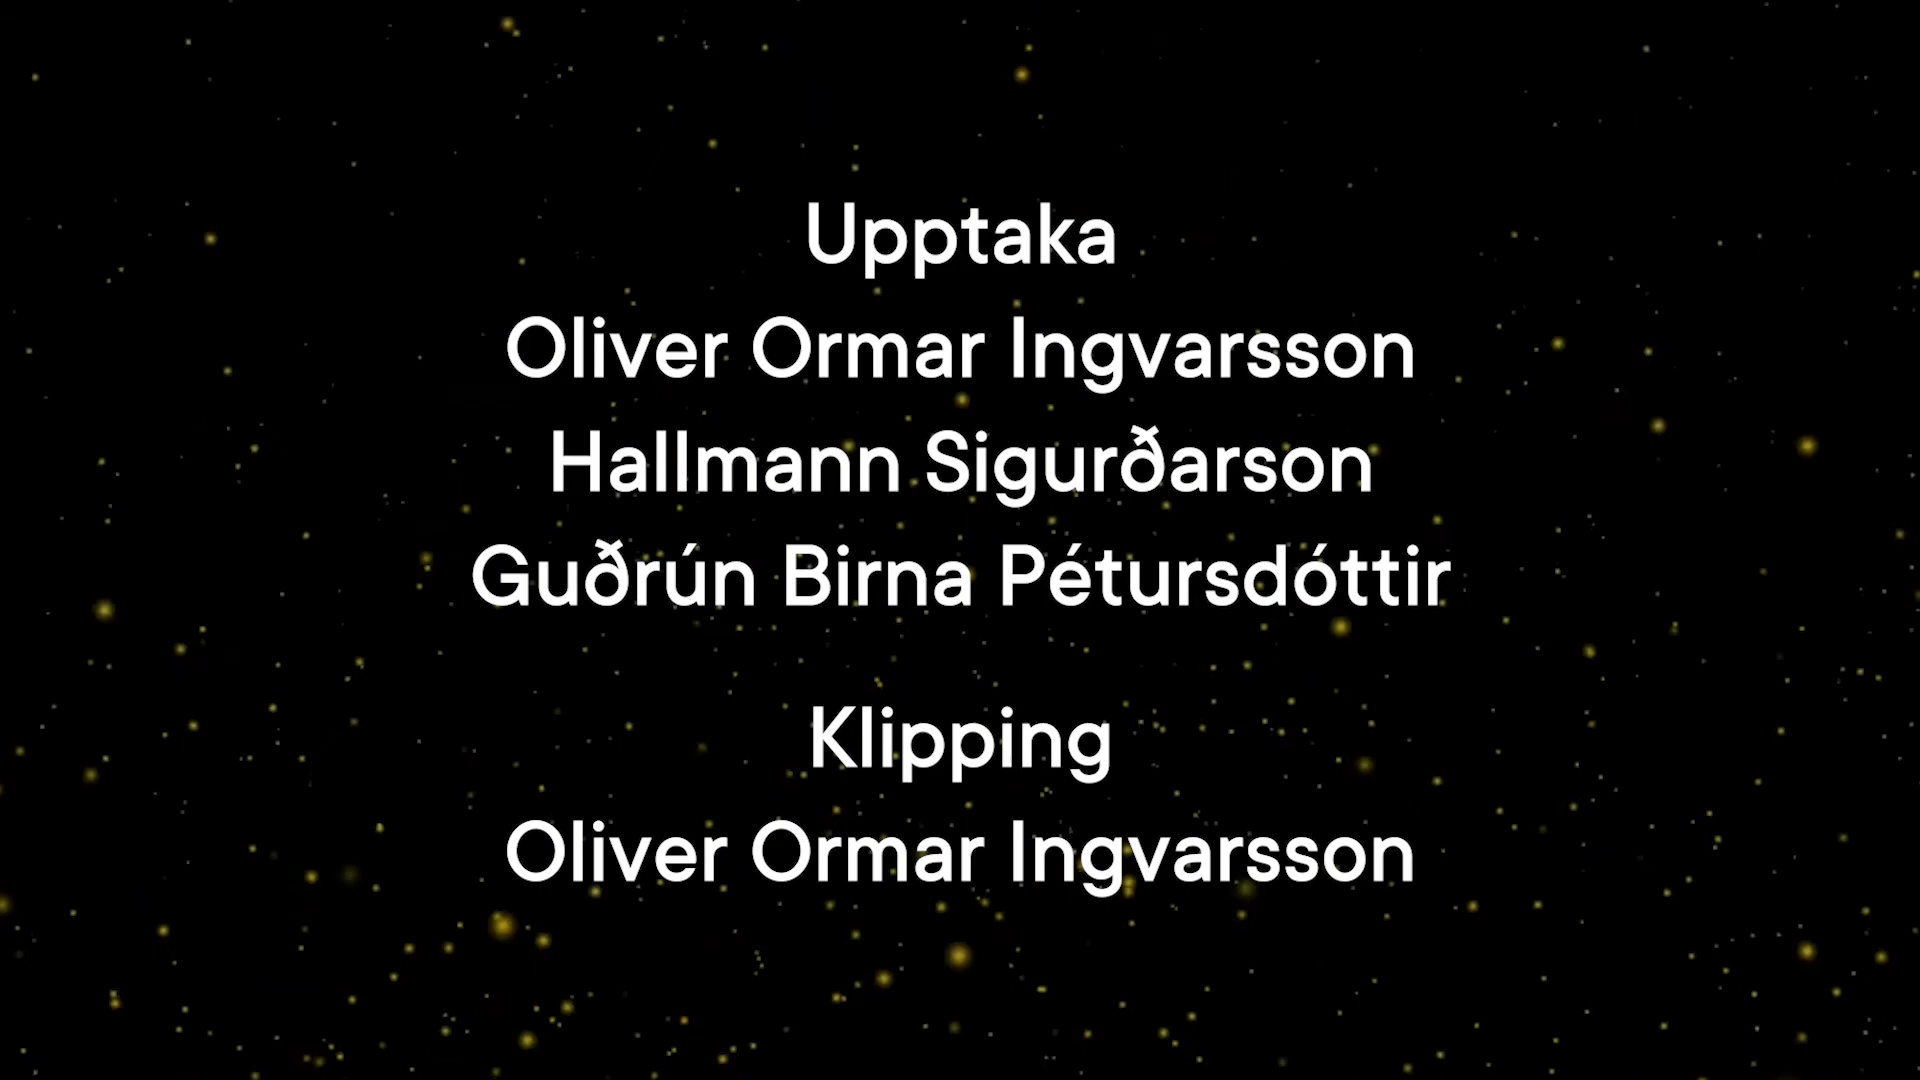 Upptaka
Oliver Ormar Ingvarsson
Hallmann Sigurðarson
Guðrún Birna Pétursdóttir
Klipping
Oliver Ormar Ingvarsson